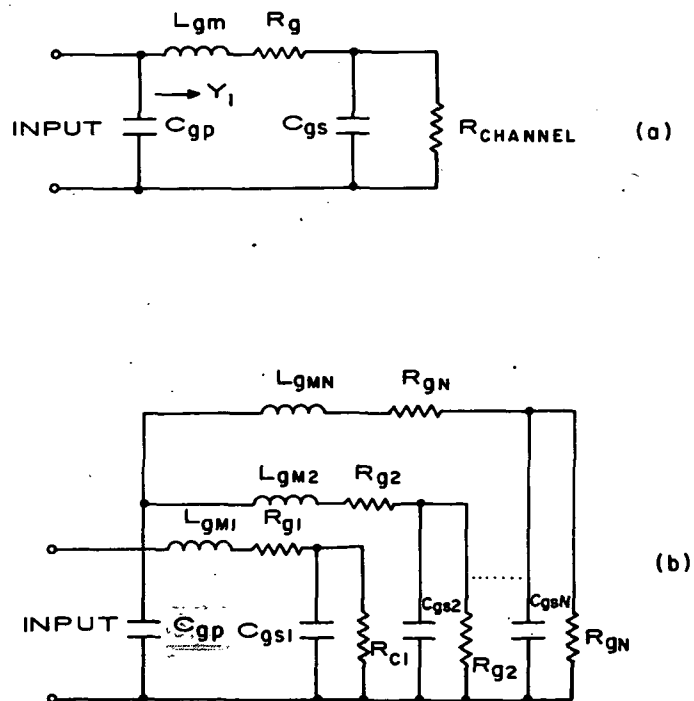 Lgm Rg
Y1
INPUT Cgp Cgs RCHANNEL (a)
LgMN RgN
LgM2 Rg2
LgM1 Rg1
(b)
INPUT Cgp Cgs1 Rc1 Cgs2 Rg2 CgsN RgN